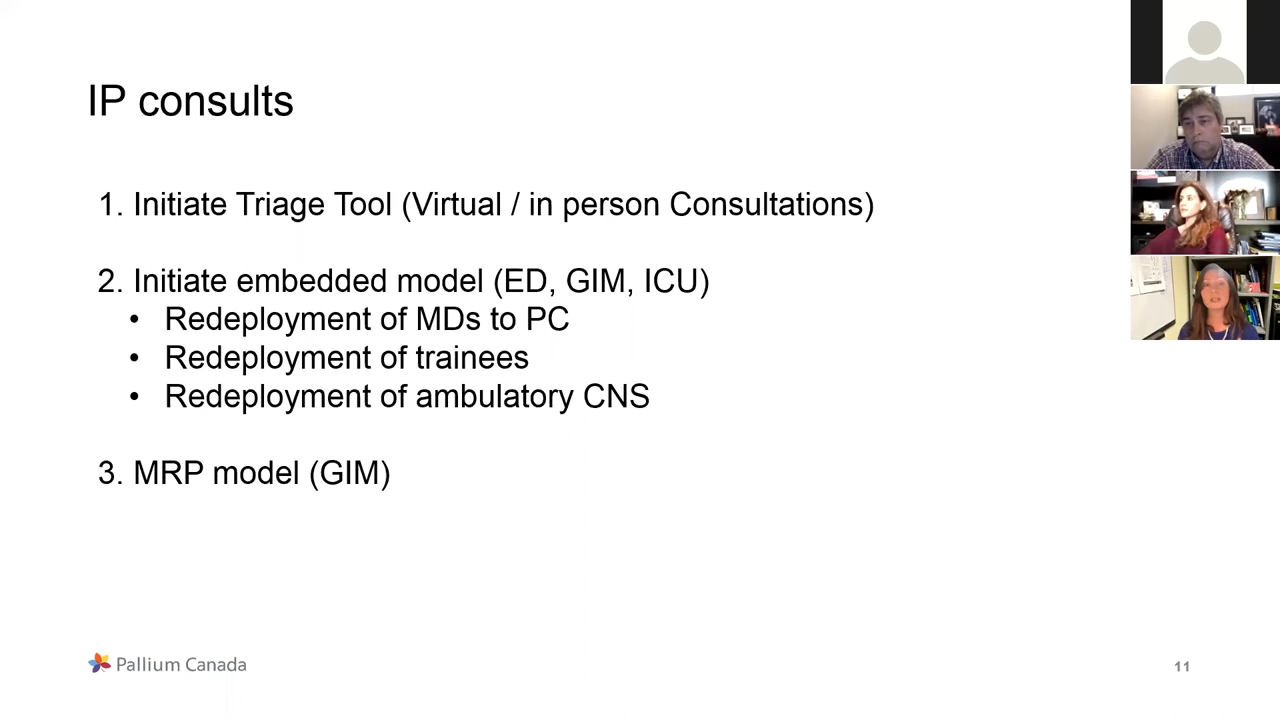 IP consults
1. Initiate Triage Tool (Virtual / in person Consultations)
2. Initiate embedded model (ED, GIM, ICU)
• Redeployment of MDs to PC
• Redeployment of trainees
• Redeployment of ambulatory CNS
3. MRP model (GIM)
Pallium Canada
11